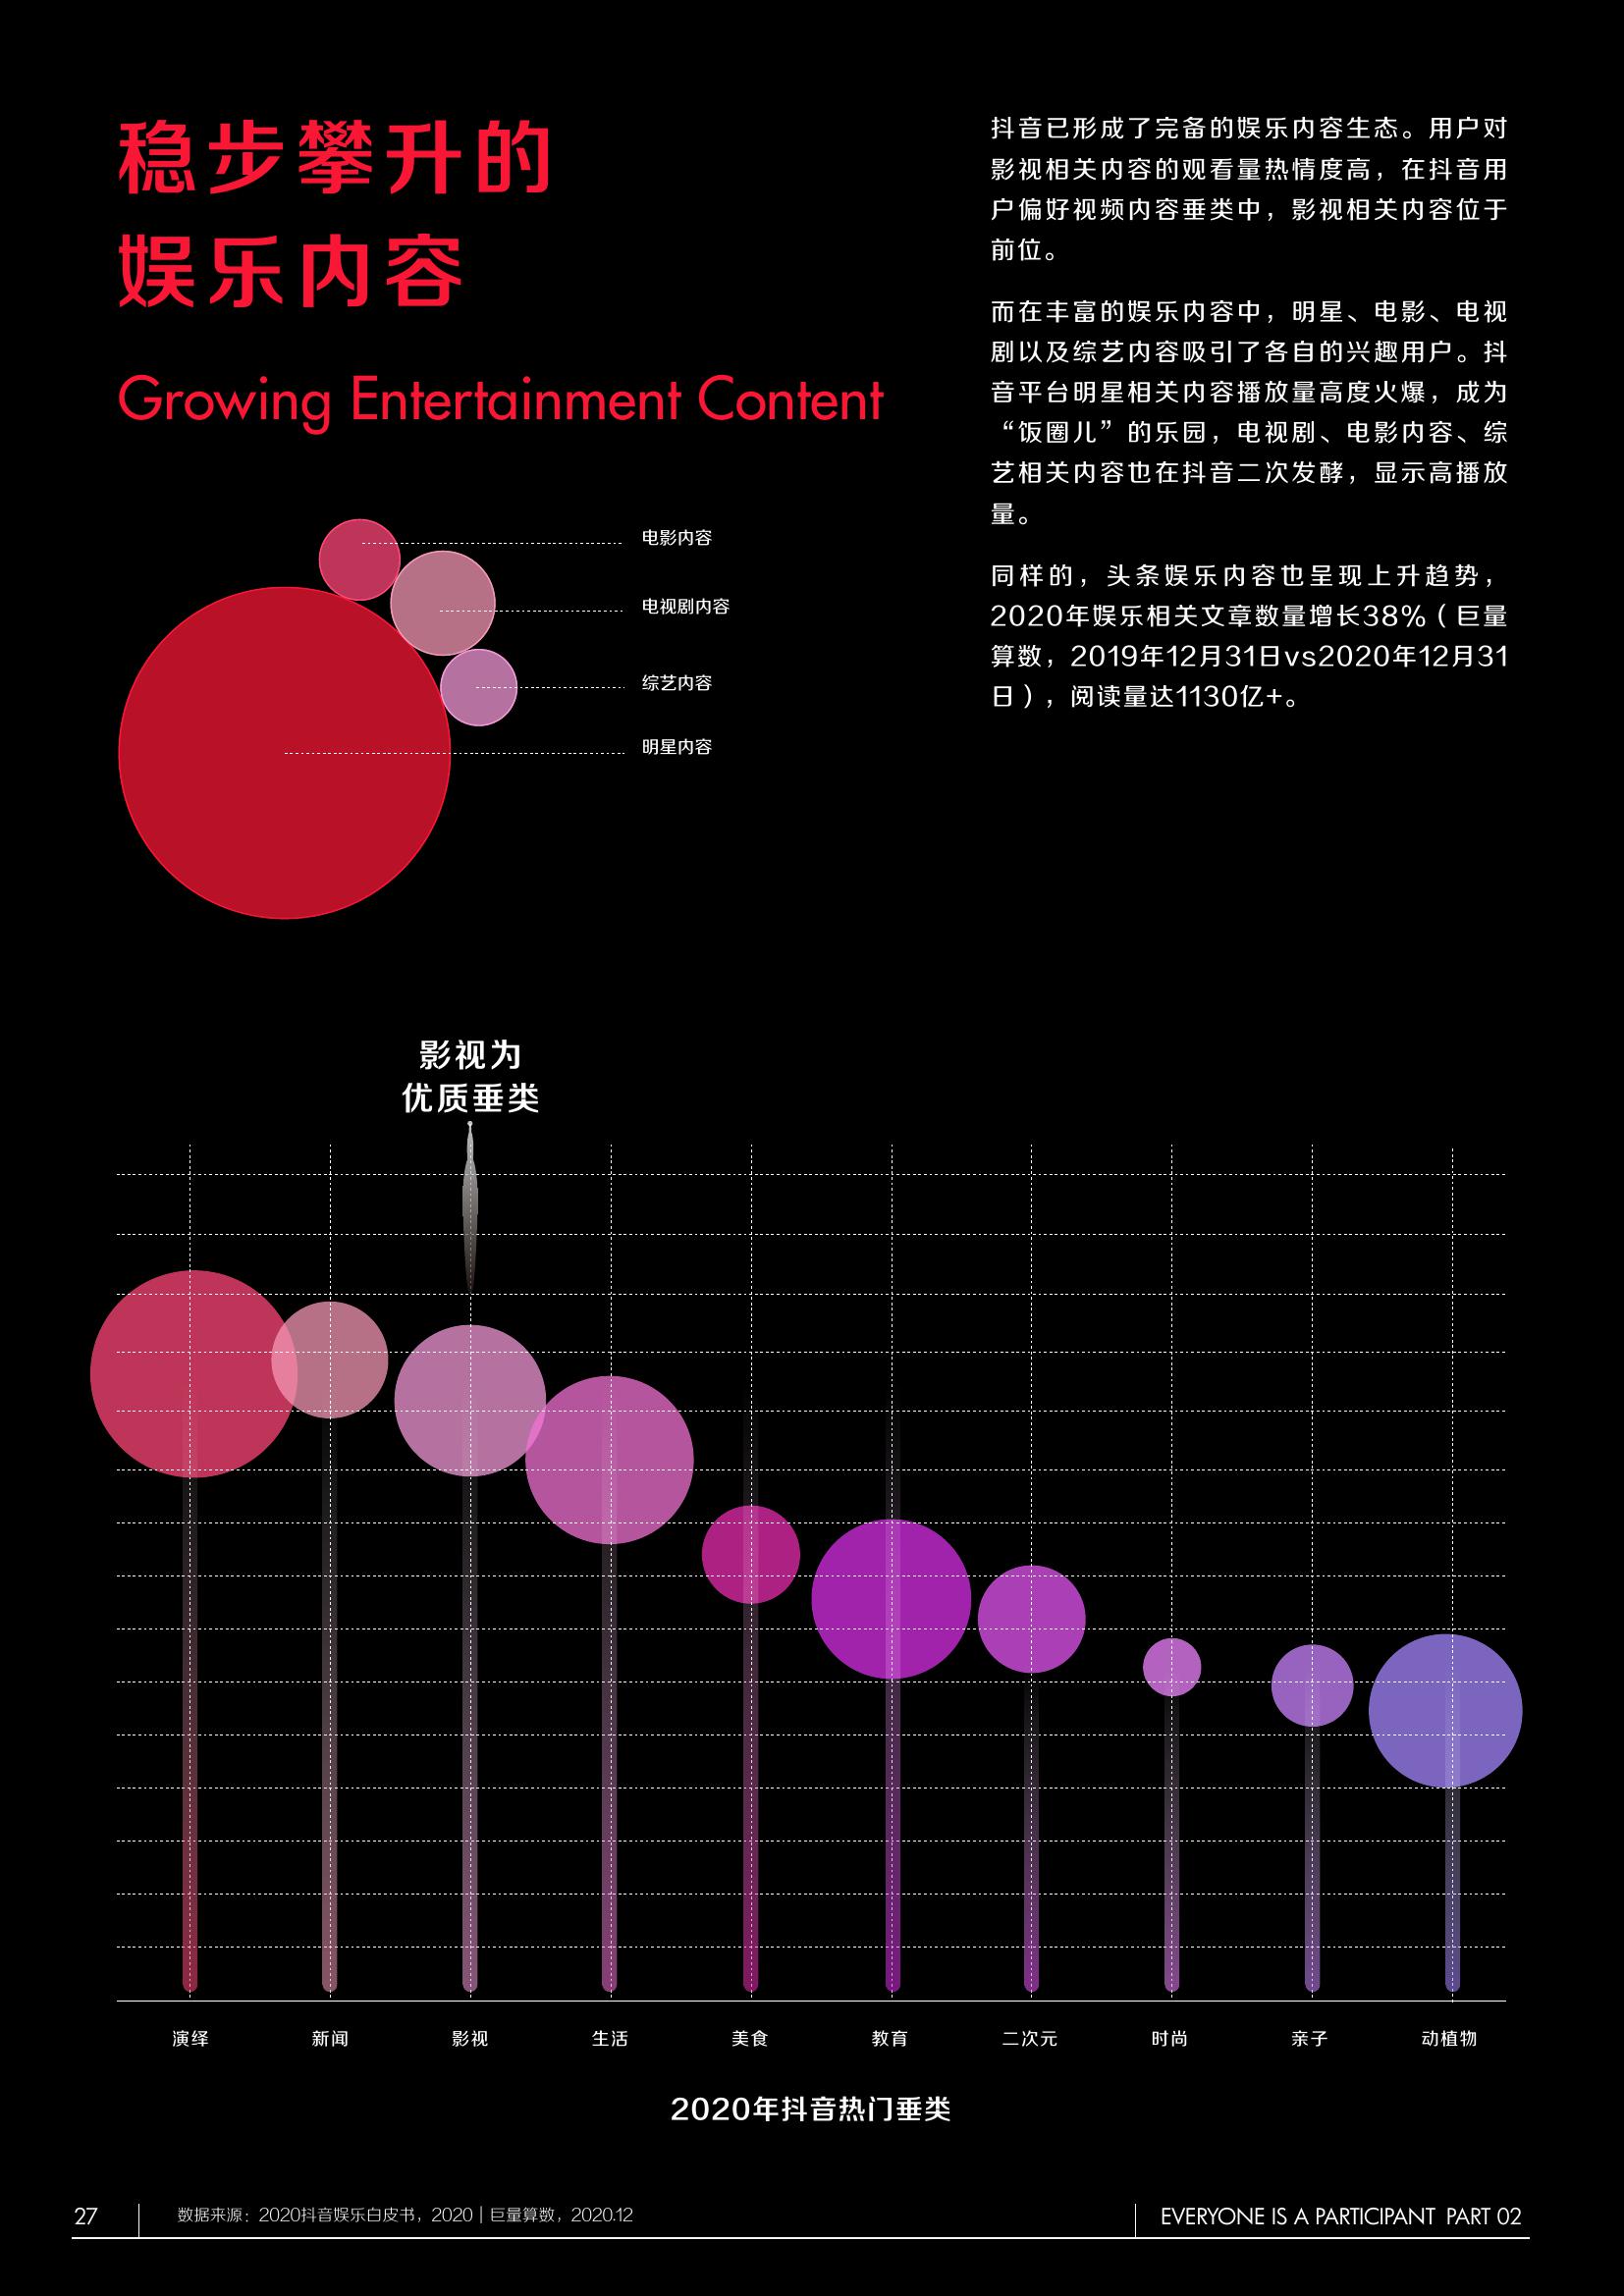 稳步攀升的
娱乐内容
Growing Entertainment Content
抖音已形成了完备的娱乐内容生态。用户对
影视相关内容的观看量热情度高，在抖音用
户偏好视频内容垂类中，影视相关内容位于
前位。
而在丰富的娱乐内容中，明星、电影、电视
剧以及综艺内容吸引了各自的兴趣用户。抖
音平台明星相关内容播放量高度火爆，成为
“饭圈儿”的乐园，电视剧、电影内容、综
艺相关内容也在抖音二次发酵，显示高播放
量。
同样的，头条娱乐内容也呈现上升趋势，
2020年娱乐相关文章数量增长38%（巨量
算数，2019年12月31日vs2020年12月31
日），阅读量达1130亿+。
电影内容
电视剧内容
综艺内容
明星内容
影视为
优质垂类
演绎 新闻 影视 生活 美食 教育 二次元 时尚 亲子 动植物
2020年抖音热门垂类
27 数据来源：2020抖音娱乐白皮书，2020｜巨量算数，2020.12 EVERYONE IS A PARTICIPANT PART 02